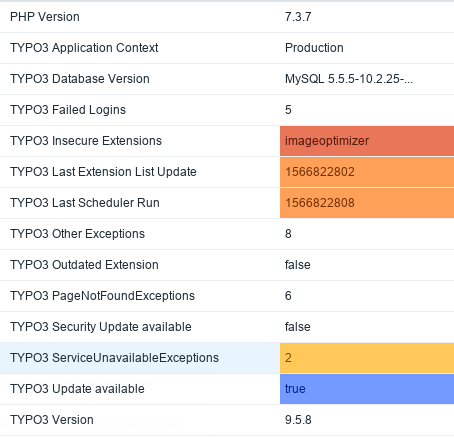 PHP Version 7.3.7
TYPO3 Application Context Production
TYPO3 Database Version MySQL 5.5.5-10.2.25-...
TYPO3 Failed Logins 5
TYPO3 Insecure Extensions imageoptimizer
TYPO3 Last Extension List Update 1566822802
TYPO3 Last Scheduler Run 1566822808
TYPO3 Other Exceptions 8
TYPO3 Outdated Extension false
TYPO3 PageNotFoundExceptions 6
TYPO3 Security Update available false
TYPO3 ServiceUnavailableExceptions 2
TYPO3 Update available true
TYPO3 Version 9.5.8